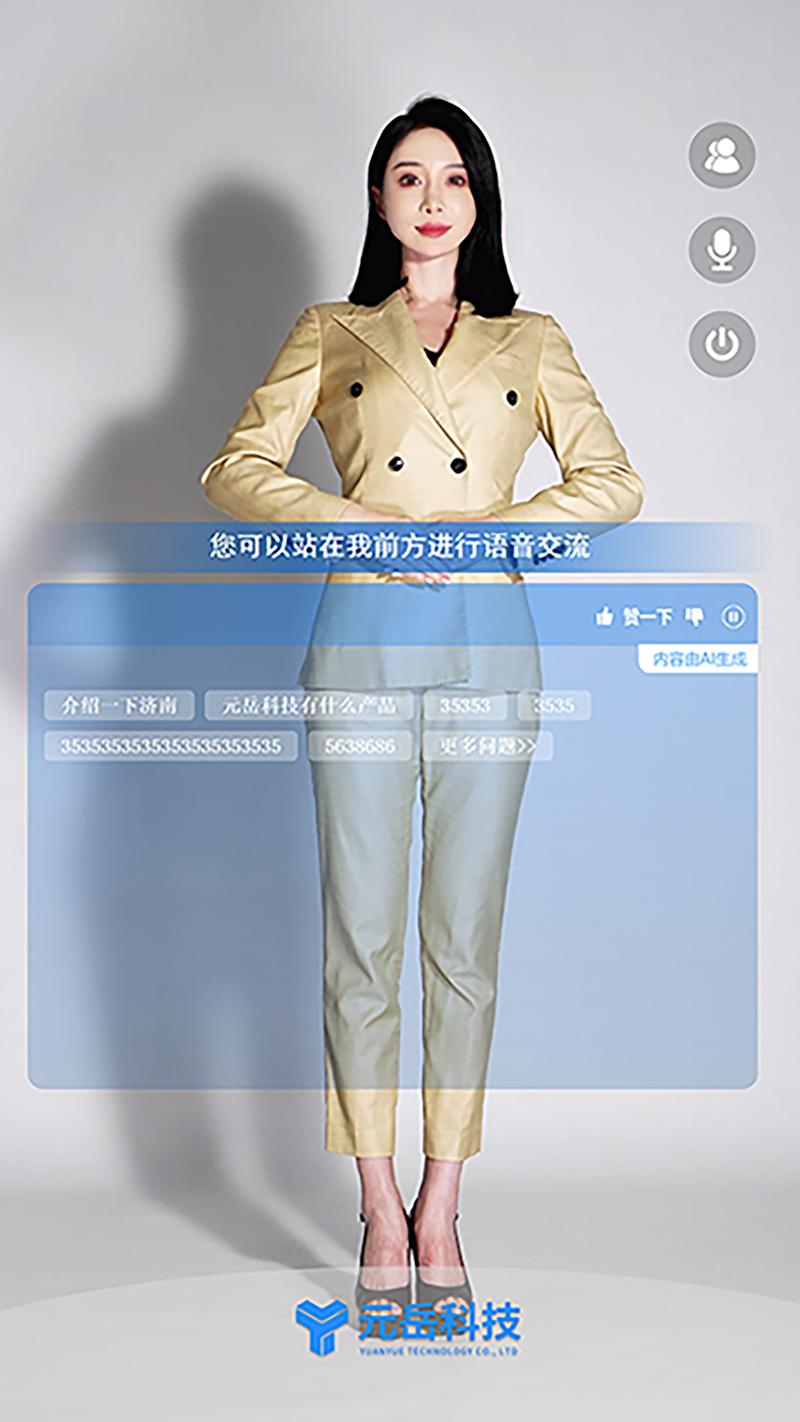 您可以站在我前方进行语音交流
赞一下
内容由AI生成
介绍一下济南 元岳科技有什么产品 35353 3535
353535353535353535353535 5638686 更多问题>>
元岳科技
YUANYUE TECHNOLOGY CO., LTD